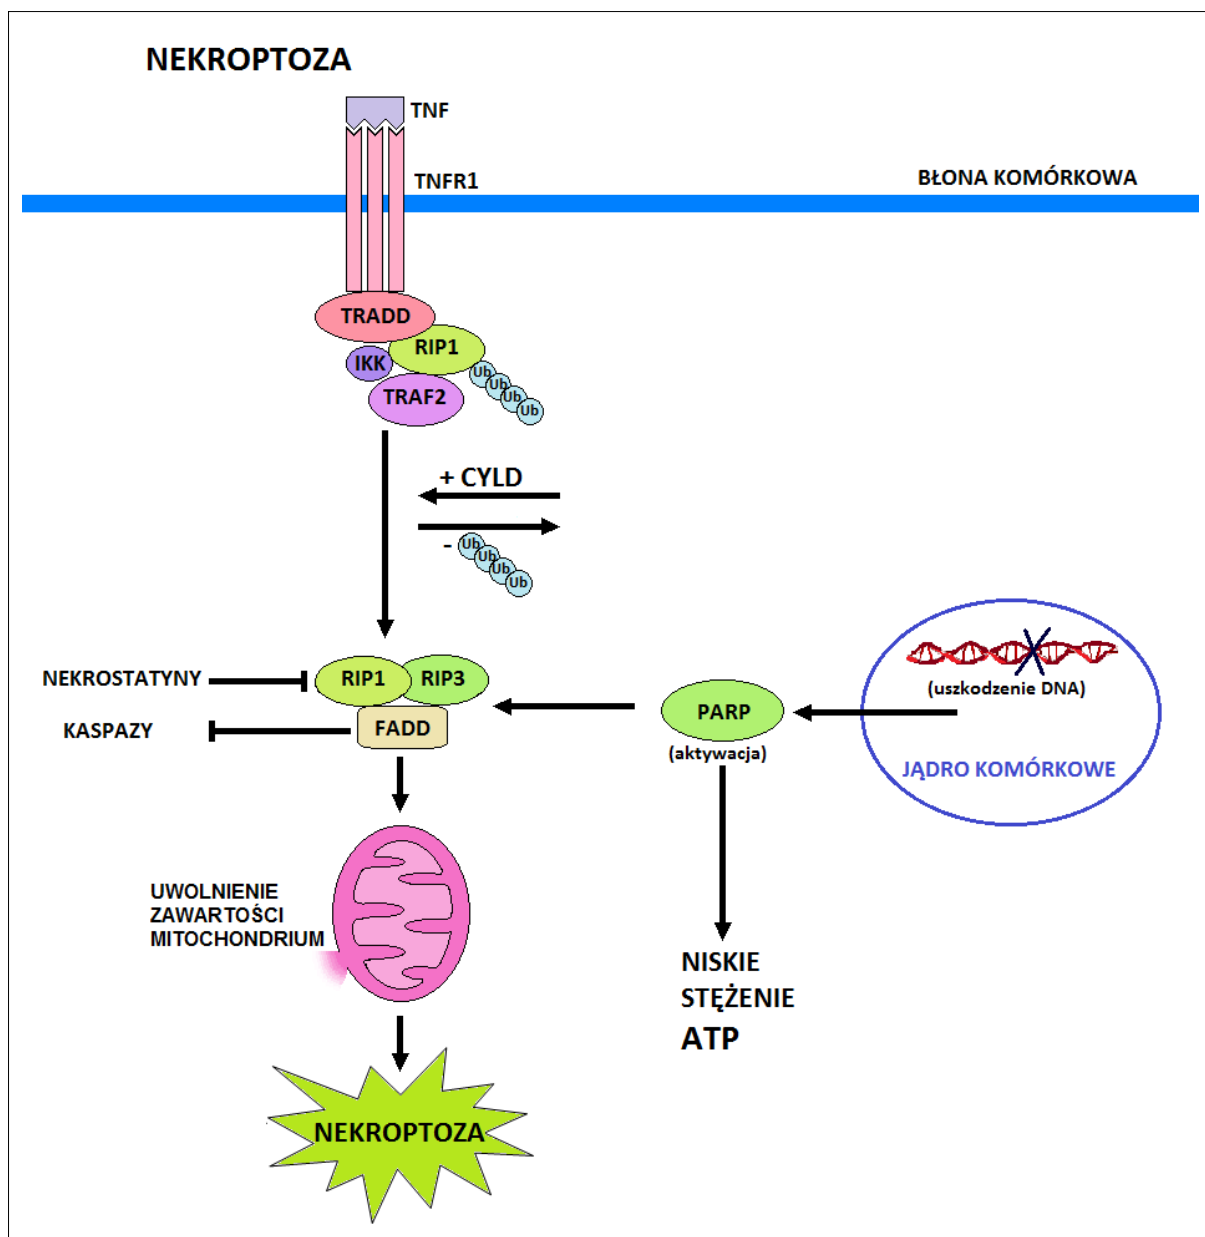 NEKROPTOZA
TNF
TNFR1
BŁONA KOMÓRKOWA
TRADD
RIP1
IKK
TRAF2
Ub
Ub
Ub
Ub
+ CYLD
- Ub
Ub
Ub
Ub
NEKROSTATYNY
RIP1
RIP3
KASPAZY
FADD
PARP
(aktywacja)
(uszkodzenie DNA)
JĄDRO KOMÓRKOWE
UWOLNIENIE
ZAWARTOŚCI
MITOCHONDRIUM
NISKIE
STĘŻENIE
ATP
NEKROPTOZA